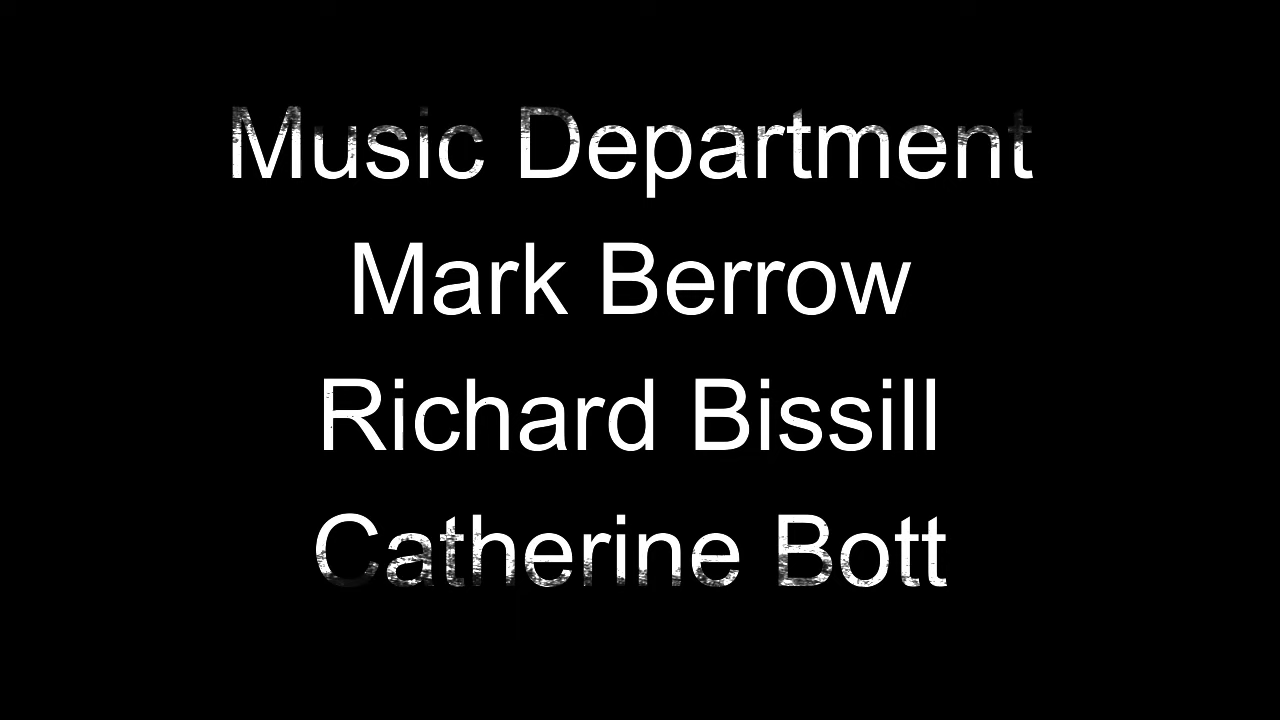 Music Department
Mark Berrow
Richard Bissill
Catherine Bott